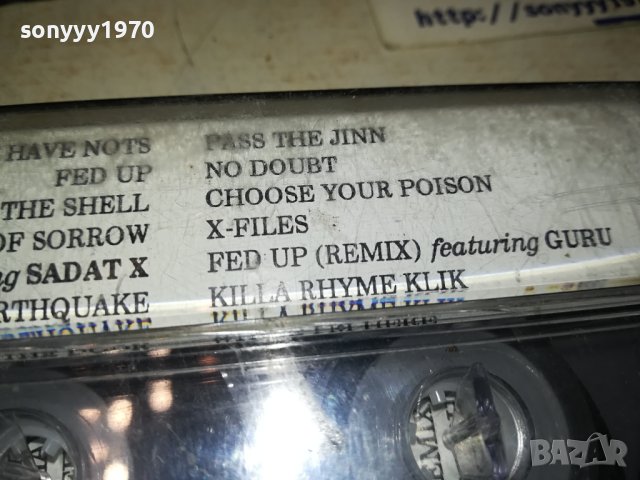 sonyyy1970
http://sonyyy19
HAVE NOTS
FED UP
THE SHELL
OF SORROW
SADAT X
RTHQUAKE
PASS THE JINN
NO DOUBT
CHOOSE YOUR POISON
X-FILES
FED UP (REMIX) featuring GURU
KILLA RHYME KLIK
BAZAR